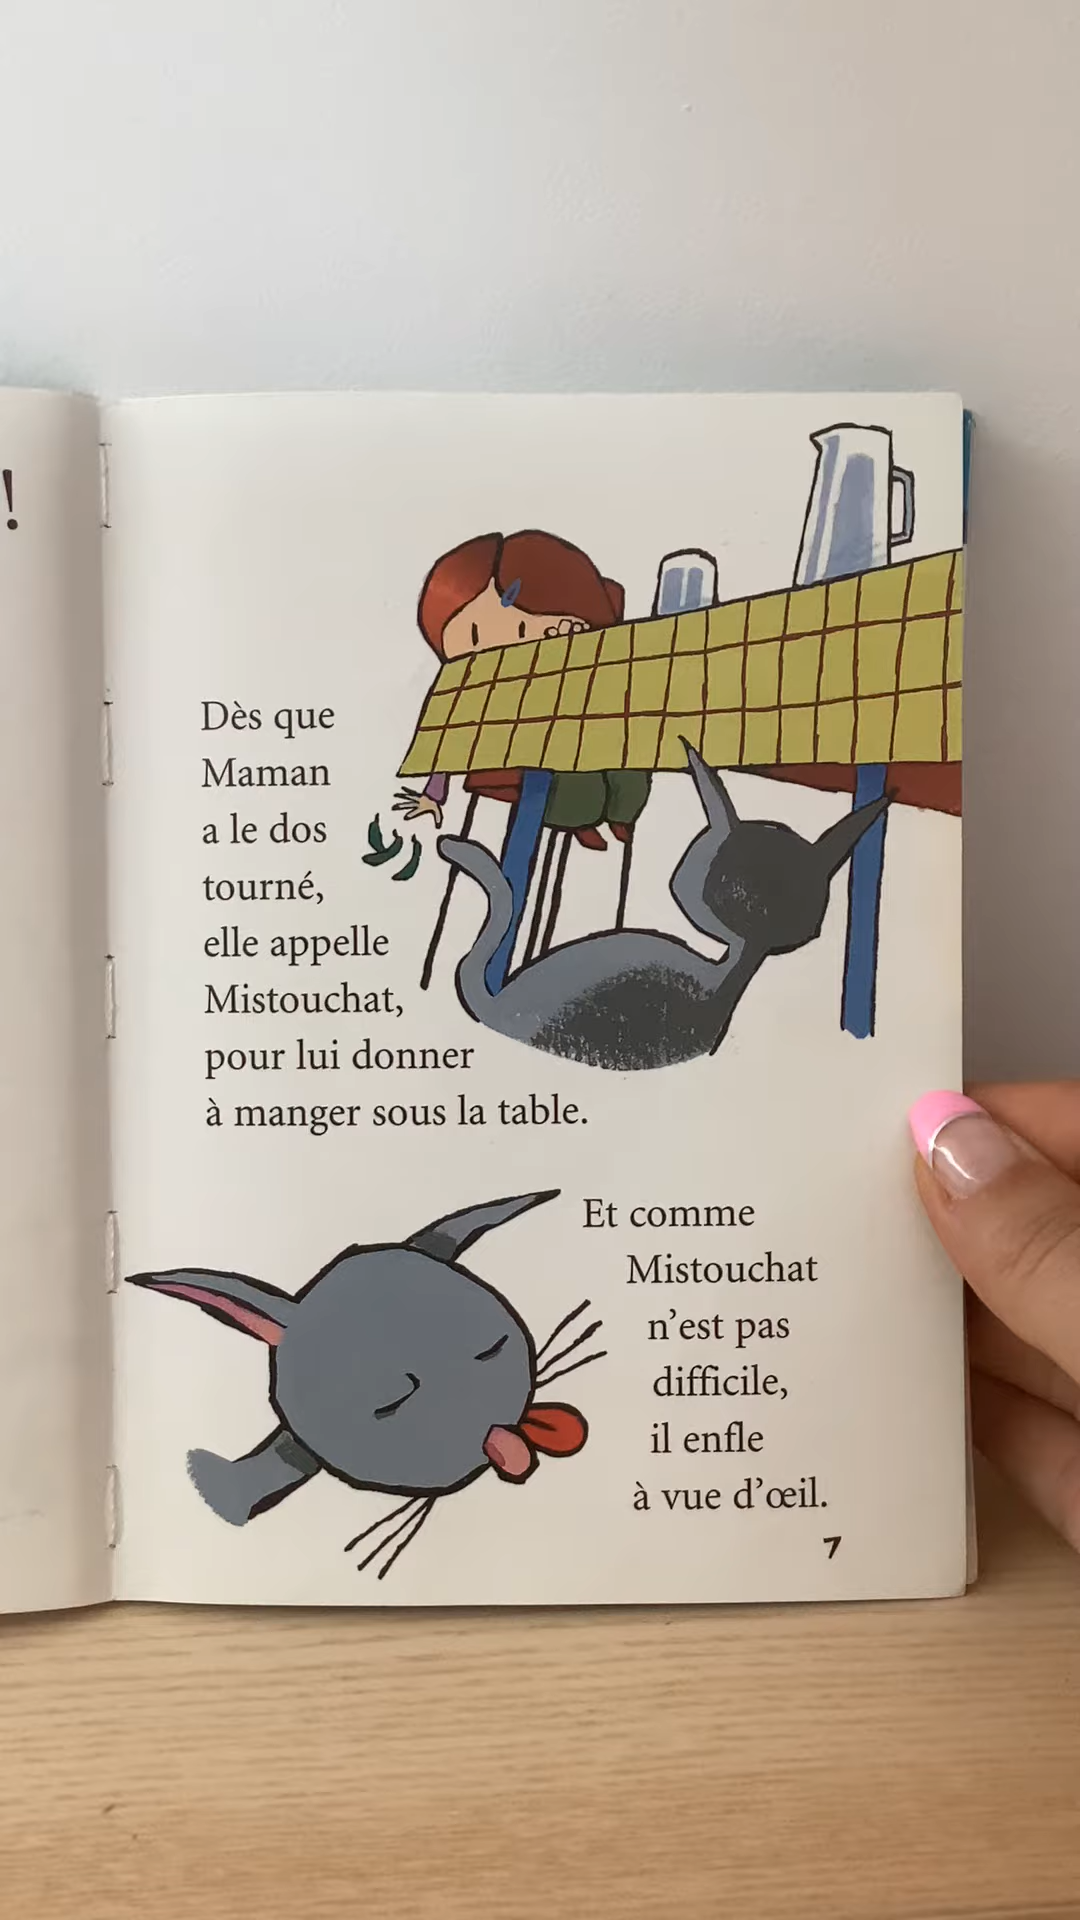 !
Dès que
Maman
a le dos
tourné,
elle appelle
Mistouchat,
pour lui donner
à manger sous la table.
Et comme
Mistouchat
n’est pas
difficile,
il enfle
à vue d’œil.
7